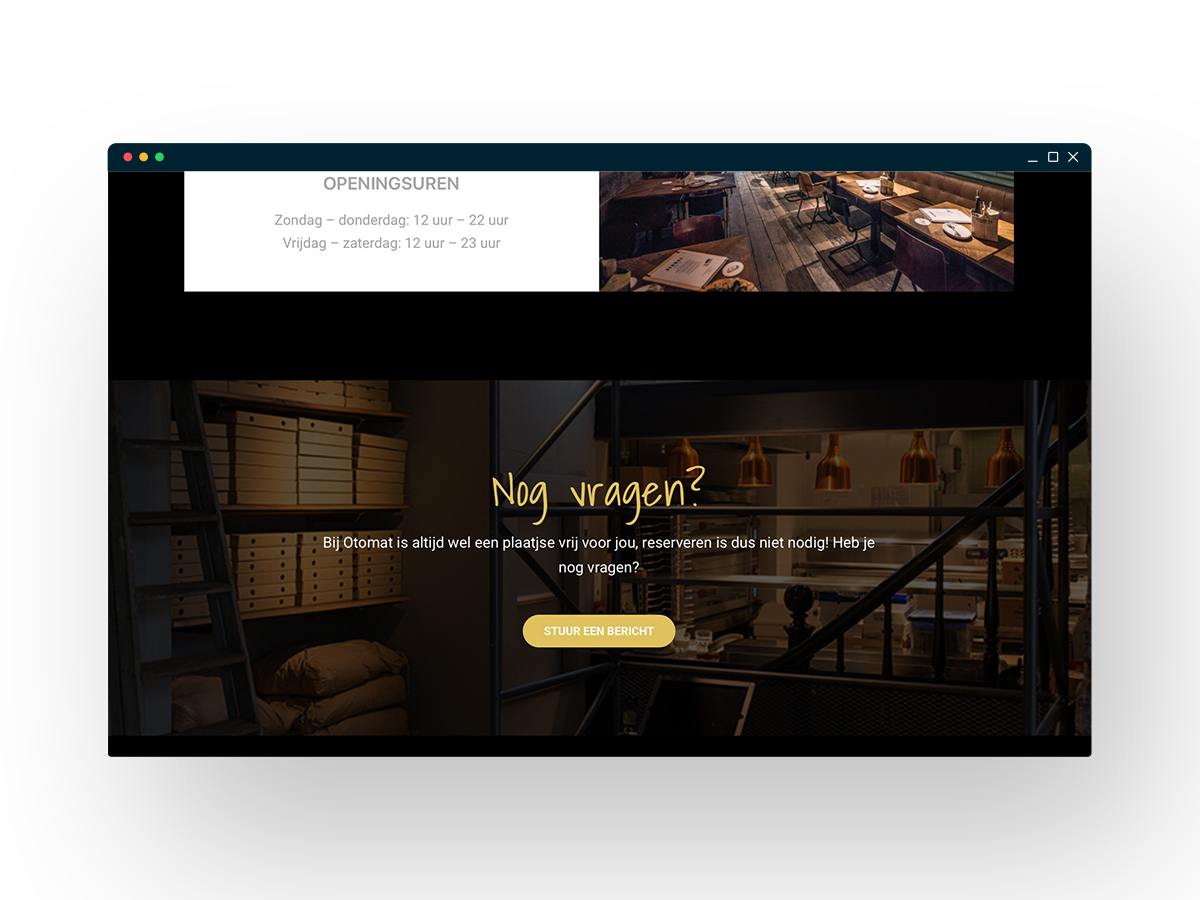 OPENINGSUREN
Zondag – donderdag: 12 uur – 22 uur
Vrijdag – zaterdag: 12 uur – 23 uur
Nog vragen?
Bij Otomat is altijd wel een plaatjse vrij voor jou, reserveren is dus niet nodig! Heb je
nog vragen?
STUUR EEN BERICHT